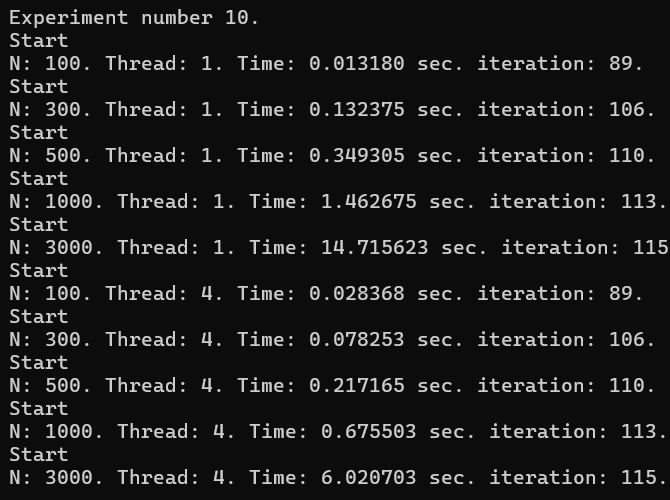 Experiment number 10.
Start
N: 100. Thread: 1. Time: 0.013180 sec. iteration: 89.
Start
N: 300. Thread: 1. Time: 0.132375 sec. iteration: 106.
Start
N: 500. Thread: 1. Time: 0.349305 sec. iteration: 110.
Start
N: 1000. Thread: 1. Time: 1.462675 sec. iteration: 113.
Start
N: 3000. Thread: 1. Time: 14.715623 sec. iteration: 115
Start
N: 100. Thread: 4. Time: 0.028368 sec. iteration: 89.
Start
N: 300. Thread: 4. Time: 0.078253 sec. iteration: 106.
Start
N: 500. Thread: 4. Time: 0.217165 sec. iteration: 110.
Start
N: 1000. Thread: 4. Time: 0.675503 sec. iteration: 113.
Start
N: 3000. Thread: 4. Time: 6.020703 sec. iteration: 115.